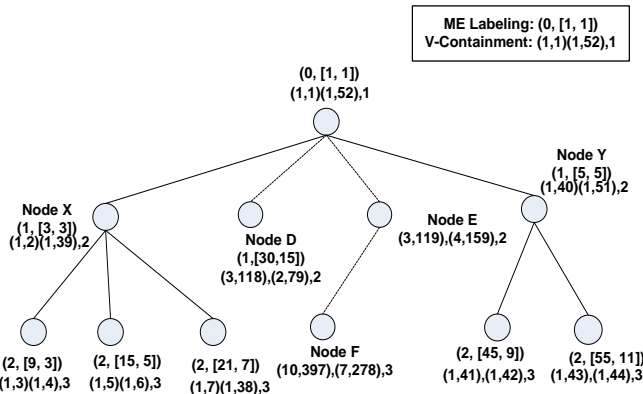 ME Labeling: (0, [1, 1])
V-Containment: (1,1)(1,52),1
(0, [1, 1])
(1,1)(1,52),1
Node Y
(1, [5, 5])
(1,40)(1,51),2
Node X
(1, [3, 3])
(1,2)(1,39),2
Node D
(1,[30,15])
(3,118),(2,79),2
Node E
(3,119),(4,159),2
(2, [9, 3])
(1,3)(1,4),3
(2, [15, 5])
(1,5)(1,6),3
(2, [21, 7])
(1,7)(1,38),3
Node F
(10,397),(7,278),3
(2, [45, 9])
(1,41),(1,42),3
(2, [55, 11])
(1,43),(1,44),3